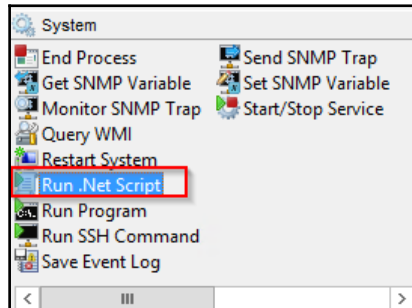 System
End Process
Get SNMP Variable
Monitor SNMP Trap
Query WMI
Restart System
Run .Net Script
Run Program
Run SSH Command
Save Event Log
Send SNMP Trap
Set SNMP Variable
Start/Stop Service